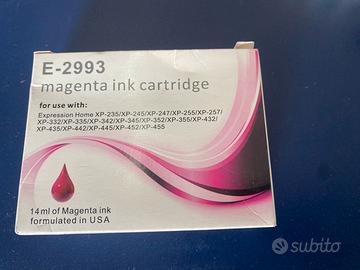 E-2993
magenta ink cartridge
for use with:
Expression Home XP-235/XP-245/XP-247/XP-255/XP-257/
XP-332/XP-335/XP-342/XP-345/XP-352/XP-355/XP-432/
XP-435/XP-442/XP-445/XP-452/XP-455
14ml of Magenta ink
formulated in USA
subito